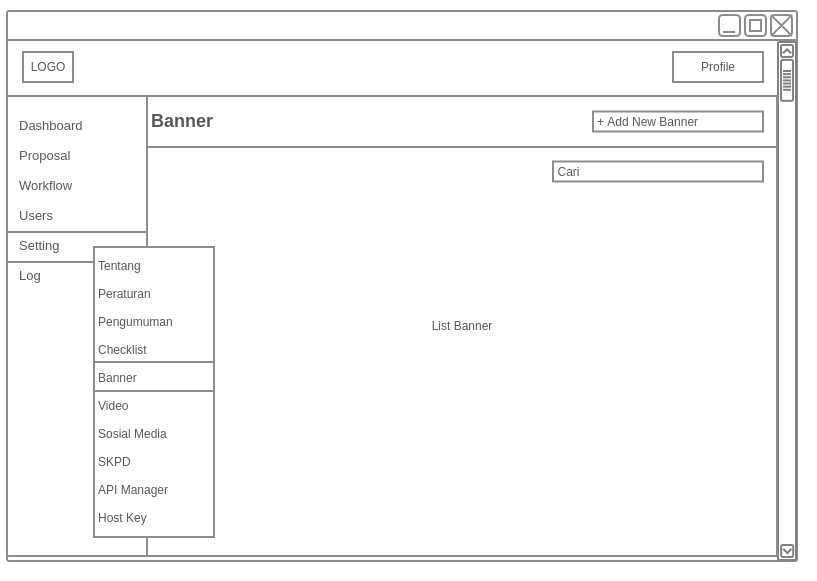 LOGO
Profile
Dashboard
Proposal
Workflow
Users
Setting
Log
Banner
+ Add New Banner
Cari
Tentang
Peraturan
Pengumuman
Checklist
Banner
Video
Sosial Media
SKPD
API Manager
Host Key
List Banner